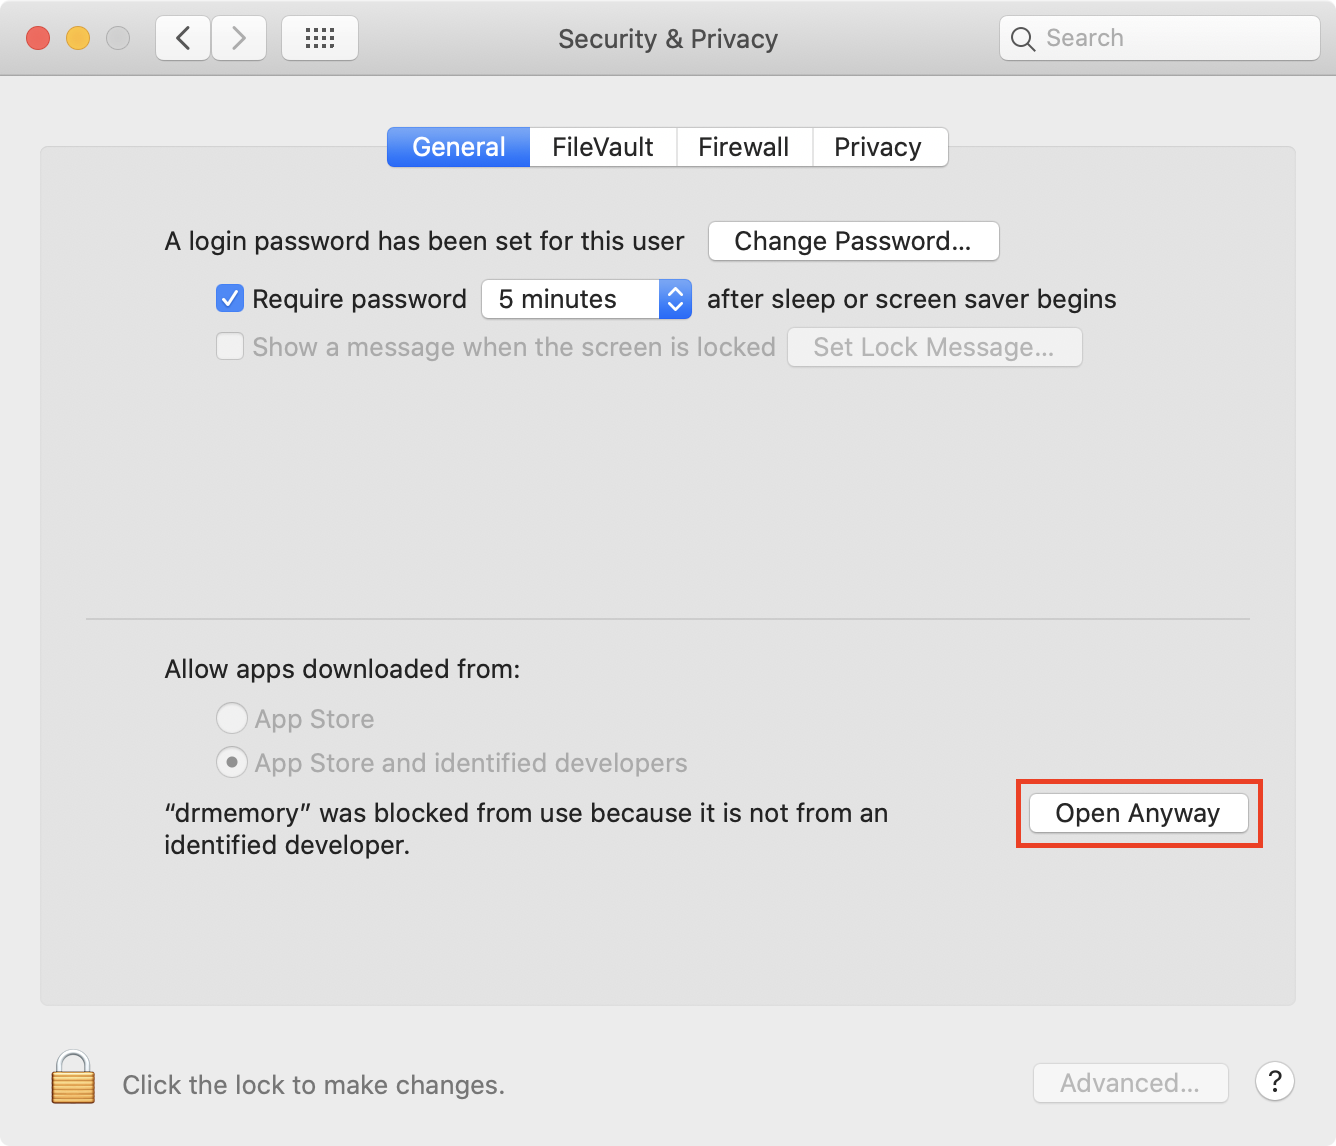 Security & Privacy
Search
General
FileVault
Firewall
Privacy
A login password has been set for this user
Change Password...
Require password
5 minutes
after sleep or screen saver begins
Show a message when the screen is locked
Set Lock Message...
Allow apps downloaded from:
App Store
App Store and identified developers
“drmemory” was blocked from use because it is not from an
identified developer.
Open Anyway
Click the lock to make changes.
Advanced...
?